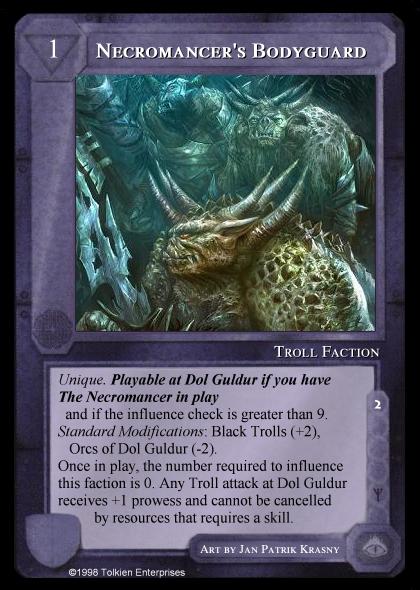 1
NECROMANCER'S BODYGUARD
TROLL FACTION
Unique. Playable at Dol Guldur if you have
The Necromancer in play
and if the influence check is greater than 9.
Standard Modifications: Black Trolls (+2),
Orcs of Dol Guldur (-2).
Once in play, the number required to influence
this faction is 0. Any Troll attack at Dol Guldur
receives +1 prowess and cannot be cancelled
by resources that requires a skill.
2
ART BY JAN PATRIK KRASNY
©1998 Tolkien Enterprises